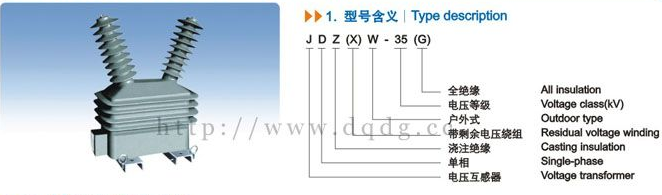 1. 型号含义 | Type description
J D Z (X) W - 35 (G)
全绝缘 All insulation
电压等级 Voltage class(kV)
户外式 Outdoor type
带剩余电压绕组 Residual voltage winding
浇注绝缘 Casting insulation
单相 Single-phase
电压互感器 Voltage transformer
http://www.dqdg.c